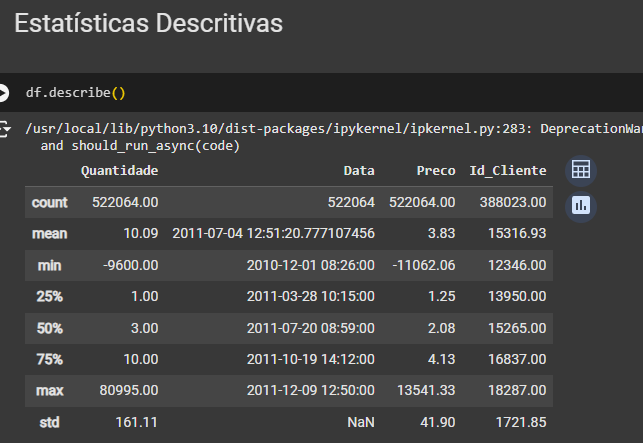 Estatísticas Descritivas
df.describe()
/usr/local/lib/python3.10/dist-packages/ipykernel/ipkernel.py:283: DeprecationWar
and should_run_async(code)
Quantidade Data Preco Id_Cliente
count 522064.00 522064 522064.00 388023.00
mean 10.09 2011-07-04 12:51:20.777107456 3.83 15316.93
min -9600.00 2010-12-01 08:26:00 -11062.06 12346.00
25% 1.00 2011-03-28 10:15:00 1.25 13950.00
50% 3.00 2011-07-20 08:59:00 2.08 15265.00
75% 10.00 2011-10-19 14:12:00 4.13 16837.00
max 80995.00 2011-12-09 12:50:00 13541.33 18287.00
std 161.11 NaN 41.90 1721.85